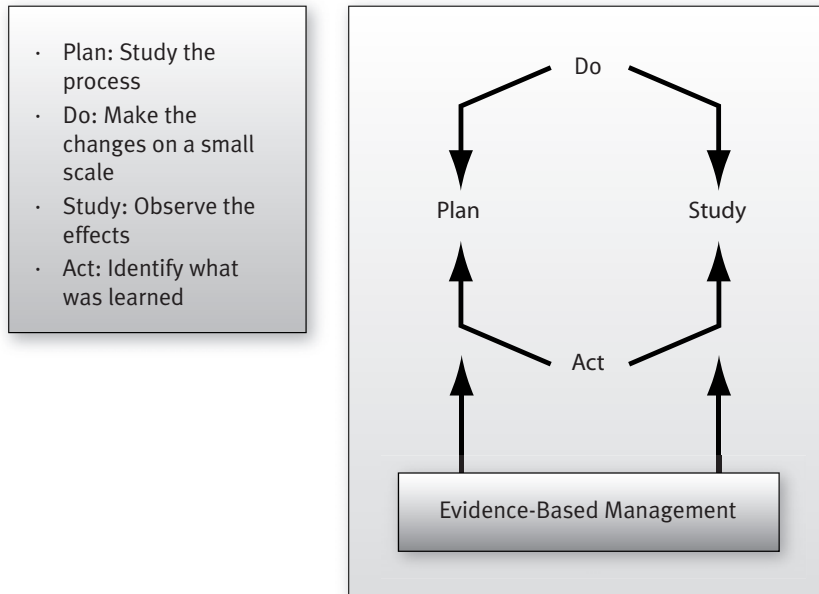 · Plan: Study the
process
· Do: Make the
changes on a small
scale
· Study: Observe the
effects
· Act: Identify what
was learned
Do
Plan
Study
Act
Evidence-Based Management